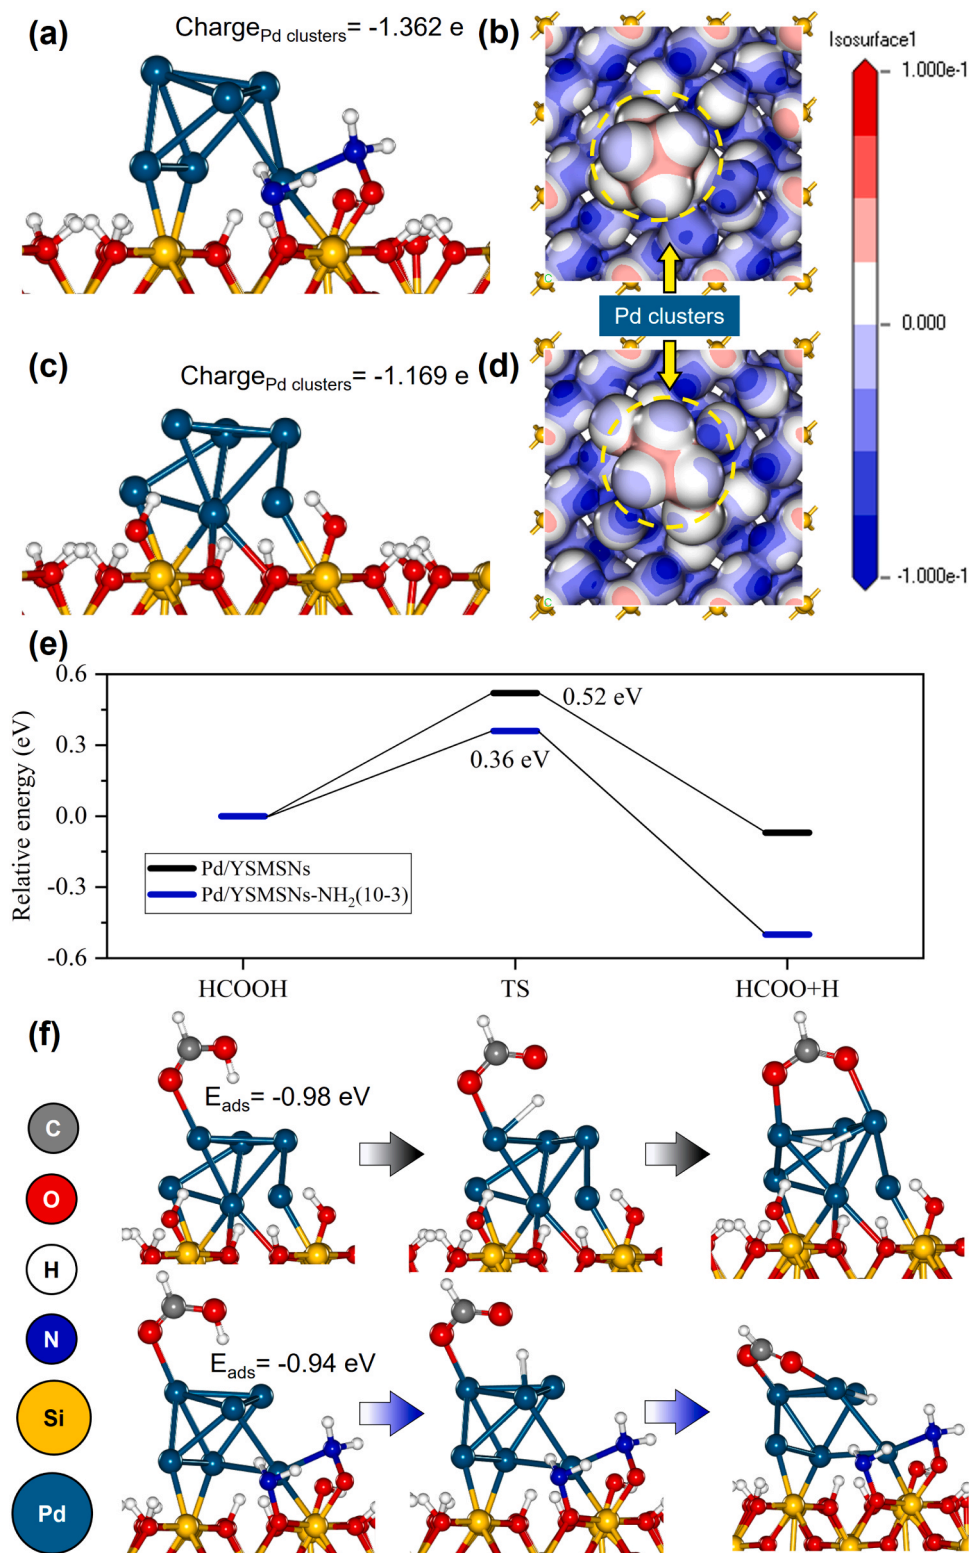 (a)
Charge_Pd clusters= -1.362 e
(b)
Isosurface1
1.000e-1
0.000
-1.000e-1
Pd clusters
(c)
Charge_Pd clusters= -1.169 e
(d)
(e)
Relative energy (eV)
0.6
0.3
0.0
-0.3
-0.6
0.52 eV
0.36 eV
Pd/YSMSNs
Pd/YSMSNs-NH₂(10-3)
HCOOH
TS
HCOO+H
(f)
E_ads= -0.98 eV
C
O
H
N
Si
Pd
E_ads= -0.94 eV